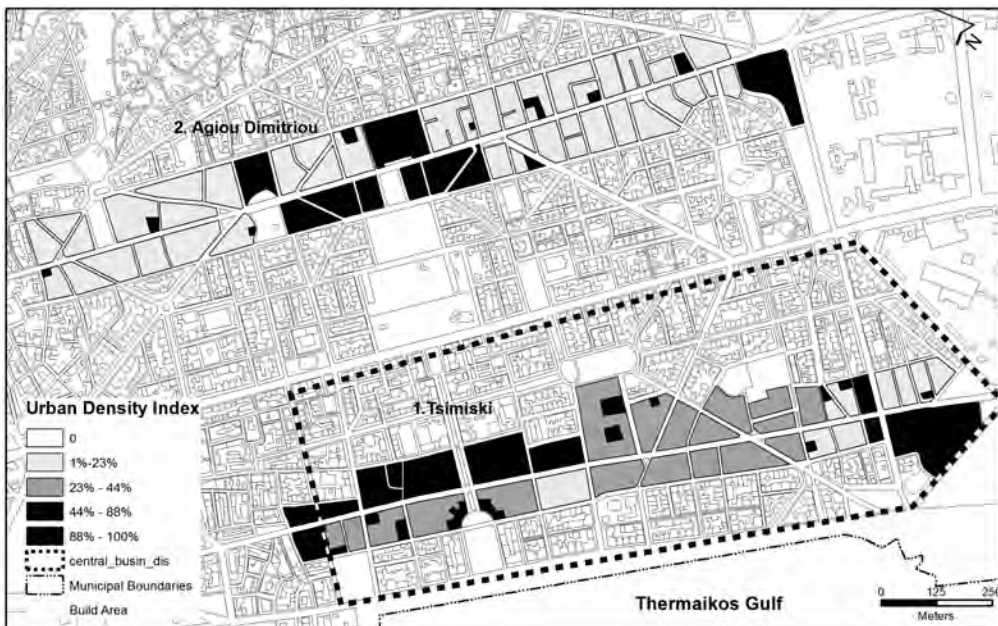 N
2. Agiou Dimitriou
1.Tsimiski
Urban Density Index
0
1%-23%
23% - 44%
44% - 88%
88% - 100%
central_busin_dis
Municipal Boundaries
Build Area
Thermaikos Gulf
0 125 250
Meters